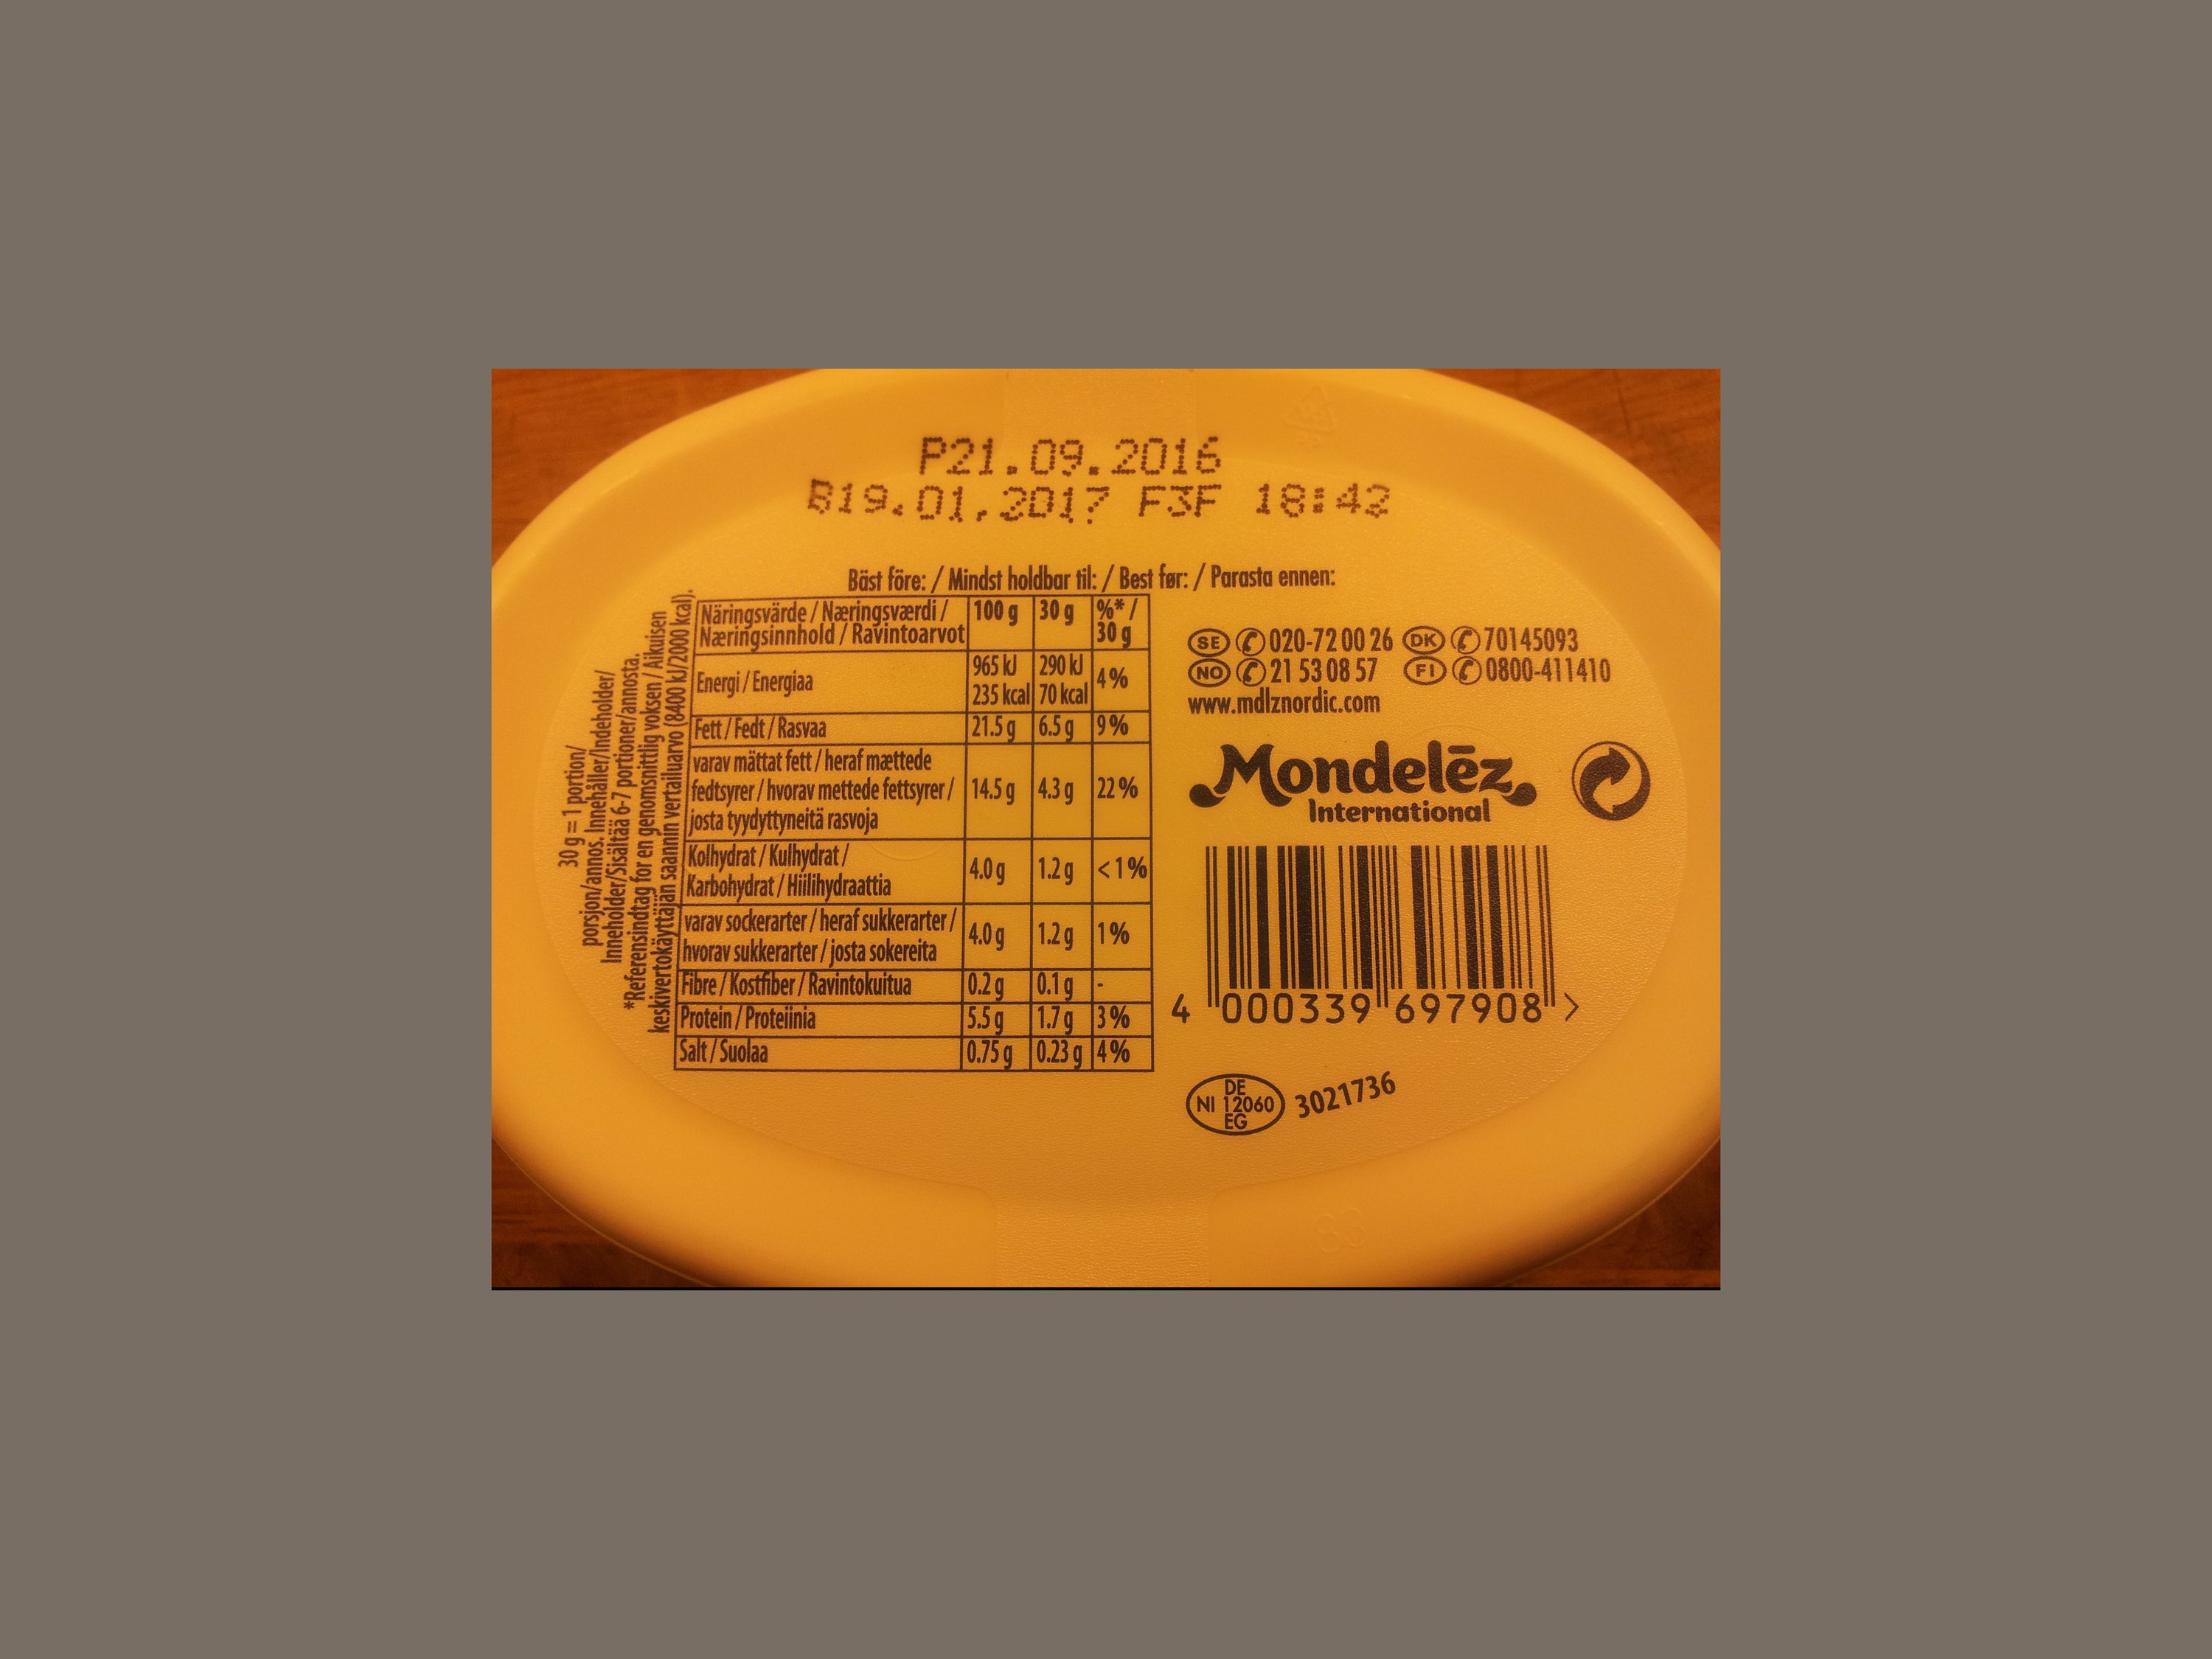 P21.09.2016
B19.01.2017 F3F 18:42
Bäst före: / Mindst holdbar til: / Best før: / Parasta ennen:
30 g = 1 portion/
porsjon/annos. Innehåller/Indeholder/
Inneholder/Sisältää 6-7 portioner/annosta.
*Referensindtag for en genomsnittlig voksen / Aikuisen
keskivertokäyttäjän saannin vertailuarvo (8400 kJ/2000 kcal).
Näringsvärde / Næringsværdi / 100 g 30 g %* /
Næringsinnhold / Ravintoarvot 30 g
Energi / Energiaa 965 kJ 290 kJ 4 %
235 kcal 70 kcal
Fett / Fedt / Rasvaa 21.5 g 6.5 g 9 %
varav mättat fett / heraf mættede
fedtsyrer / hvorav mettede fettsyrer / 14.5 g 4.3 g 22 %
josta tyydyttyneitä rasvoja
Kolhydrat / Kulhydrat /
Karbohydrat / Hiilihydraattia 4.0 g 1.2 g < 1 %
varav sockerarter / heraf sukkerarter /
hvorav sukkerarter / josta sokereita 4.0 g 1.2 g 1 %
Fibre / Kostfiber / Ravintokuitua 0.2 g 0.1 g -
Protein / Proteiinia 5.5 g 1.7 g 3 %
Salt / Suolaa 0.75 g 0.23 g 4 %
SE 020-72 00 26 DK 70145093
NO 21 53 08 57 FI 0800-411410
www.mdlznordic.com
Mondelēz
International
4 000339 697908 >
DE
NI 12060
EG
3021736